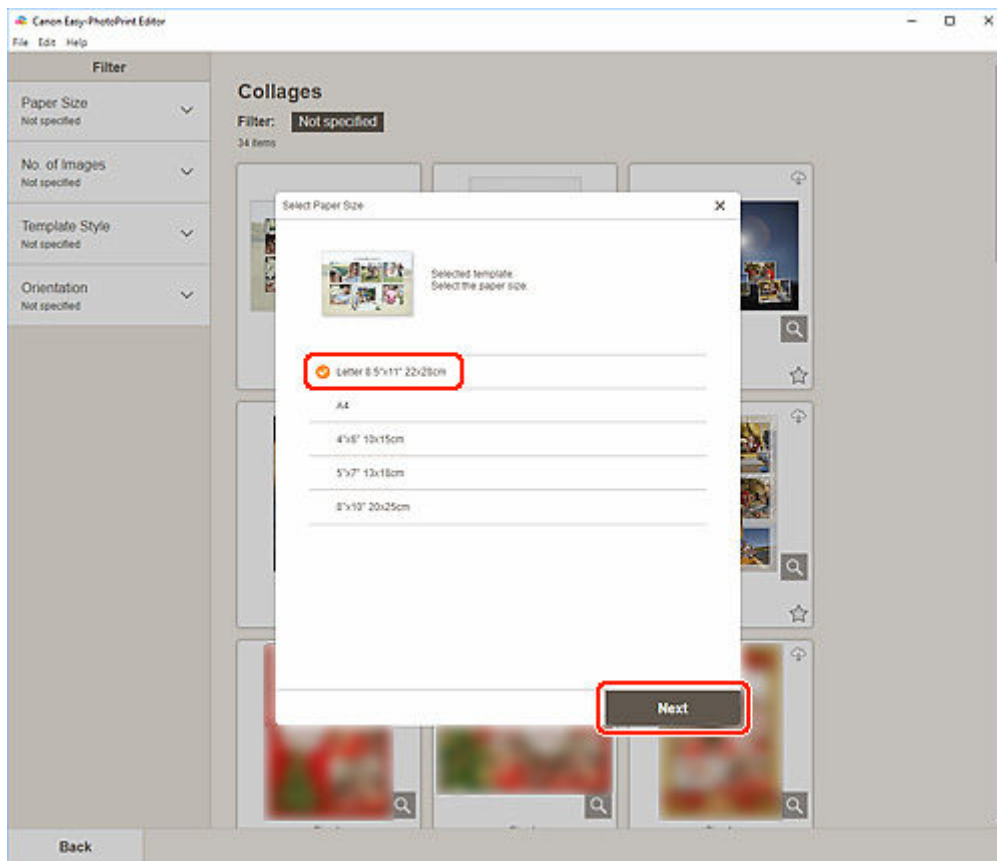 Canon Easy-PhotoPrint Editor
File Edit Help
Filter
Paper Size
Not specified
No. of Images
Not specified
Template Style
Not specified
Orientation
Not specified
Collages
Filter: Not specified
34 items
Select Paper Size
Selected template.
Select the paper size.
Letter 8.5"x11" 22x28cm
A4
4"x6" 10x15cm
5"x7" 13x18cm
8"x10" 20x25cm
Next
Back